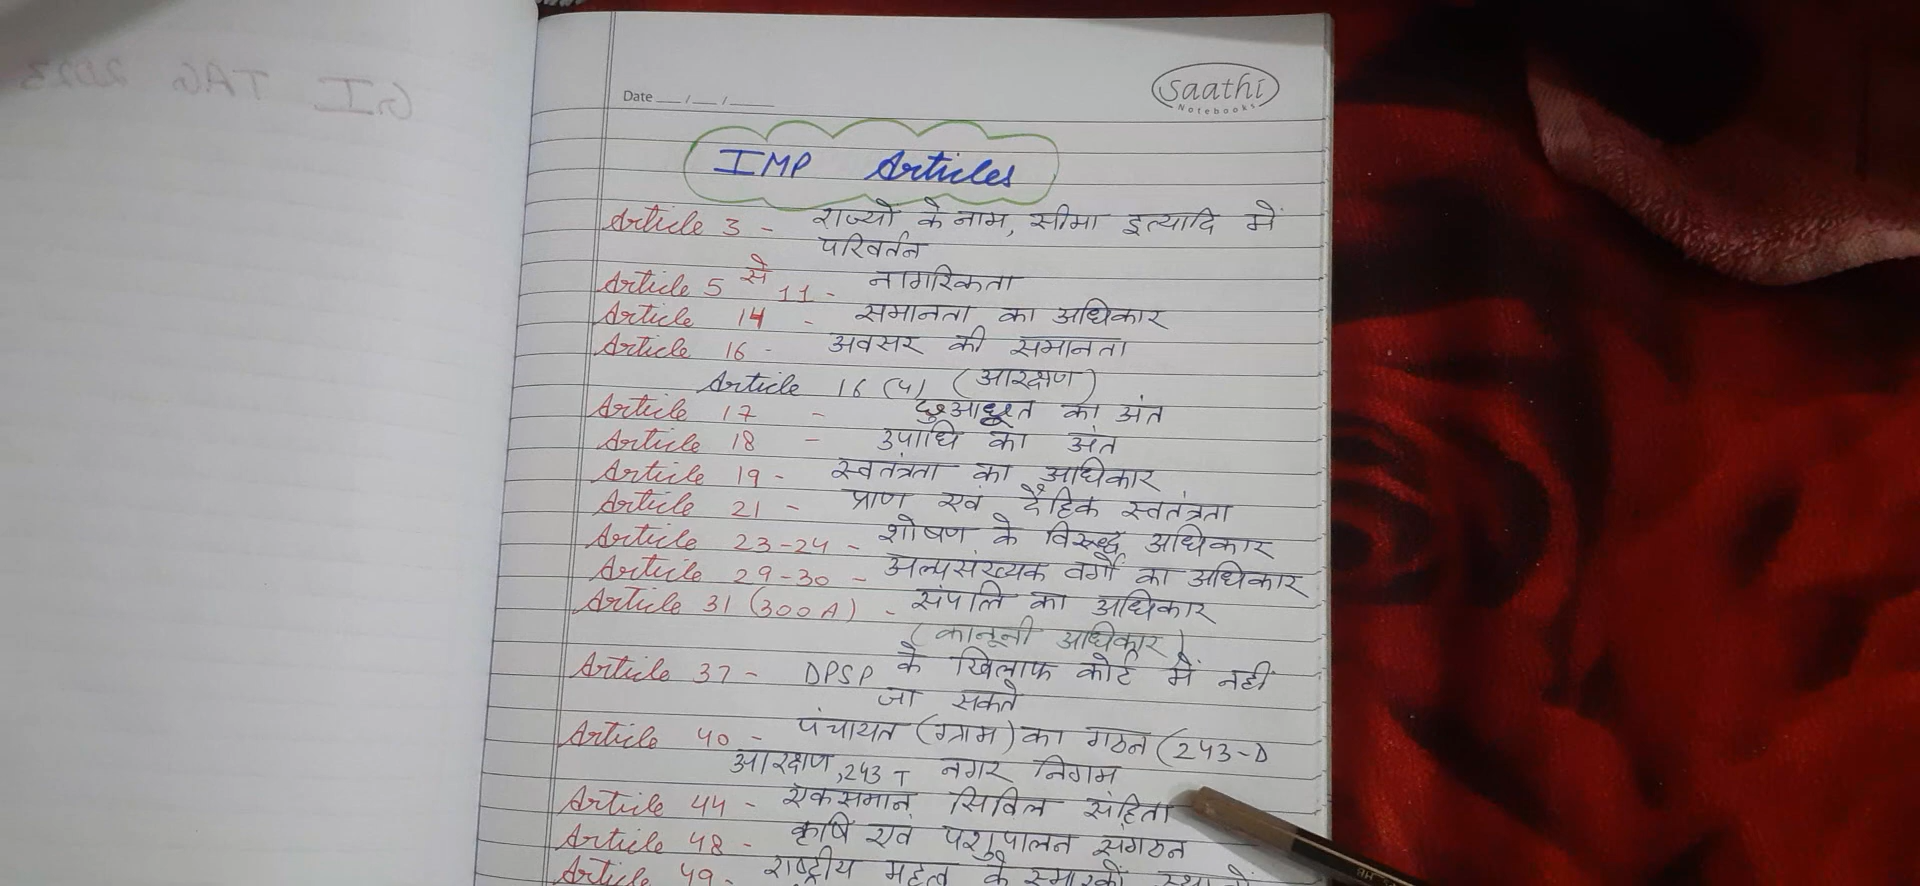 GI TAG 2023
Date __/__/____
Saathi
Notebooks
IMP Articles
Article 3 - राज्यो के नाम, सीमा इत्यादि में
परिवर्तन
Article 5 से 11 - नागरिकता
Article 14 - समानता का अधिकार
Article 16 - अवसर की समानता
Article 16 (4) (आरक्षण)
Article 17 - छुआछूत का अंत
Article 18 - उपाधि का अंत
Article 19 - स्वतंत्रता का अधिकार
Article 21 - प्राण एवं दैहिक स्वतंत्रता
Article 23-24 - शोषण के विरूद्ध अधिकार
Article 29-30 - अल्पसंख्यक वर्गों का अधिकार
Article 31 (300A) - संपत्ति का अधिकार
(कानूनी अधिकार)
Article 37 - DPSP के खिलाफ कोर्ट में नहीं
जा सकते
Article 40 - पंचायत (ग्राम) का गठन (243-D
आरक्षण, 243 T नगर निगम
Article 44 - एकसमान सिविल संहिता
Article 48 - कृषि एवं पशुपालन संगठन
Article 49 - राष्ट्रीय महत्व के स्मारकों